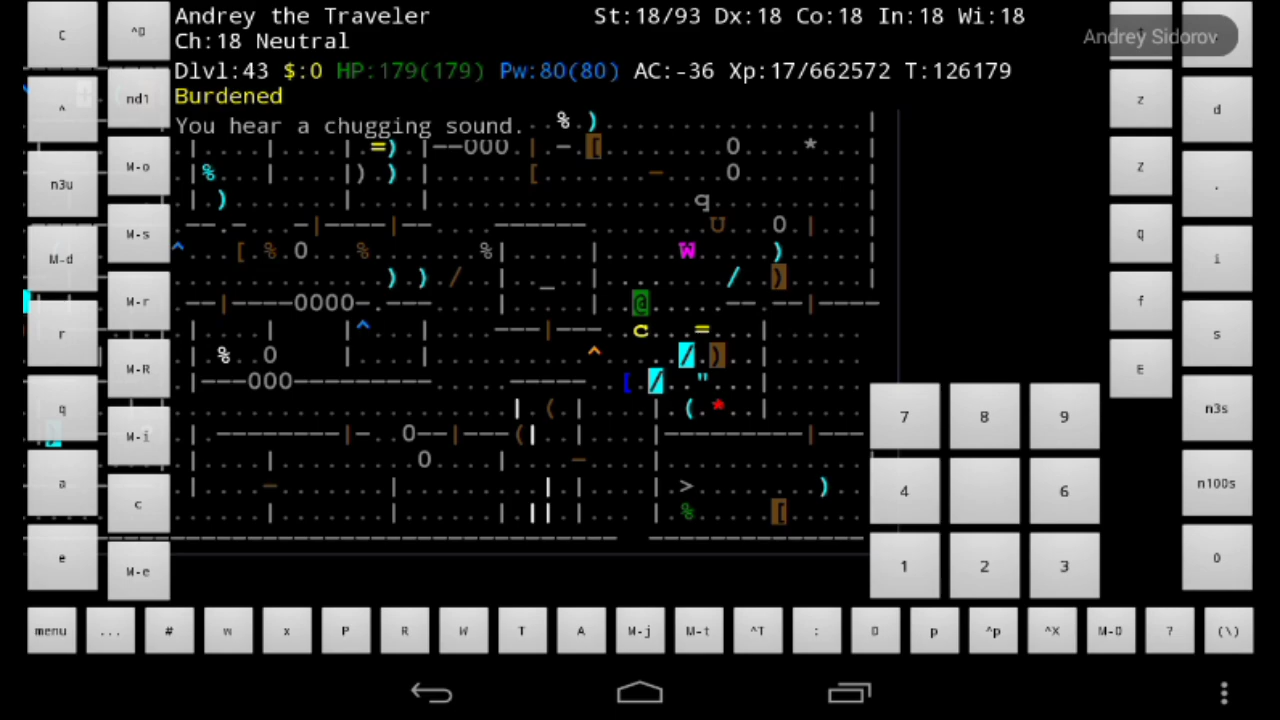 Andrey the Traveler St:18/93 Dx:18 Co:18 In:18 Wi:18
Ch:18 Neutral
Dlvl:43 $:0 HP:179(179) Pw:80(80) AC:-36 Xp:17/662572 T:126179
Burdened
You hear a chugging sound.
Andrey Sidorov
C
^
n3u
M-d
r
q
a
e
^D
nd1
M-o
M-s
M-r
M-R
M-i
c
M-e
z
z
q
f
E
d
.
i
s
n3s
n100s
0
7 8 9
4 6
1 2 3
menu ... # w x P R W T A M-j M-t ^T : O p ^p ^X M-O ? (\)